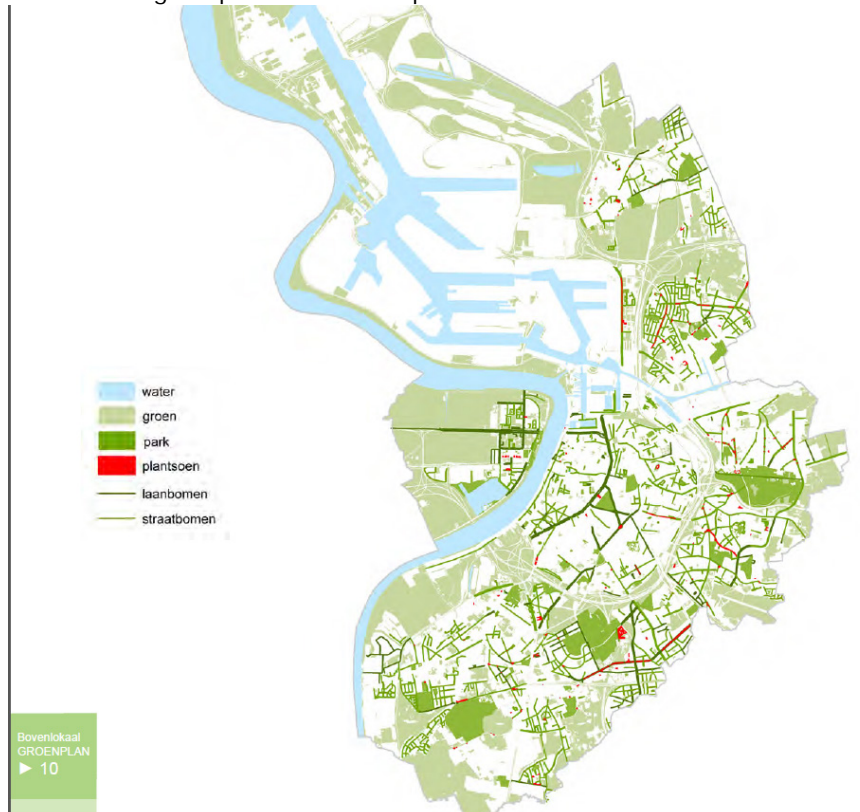 water
groen
park
plantsoen
laanbomen
straatbomen
Bovenlokaal
GROENPLAN
► 10